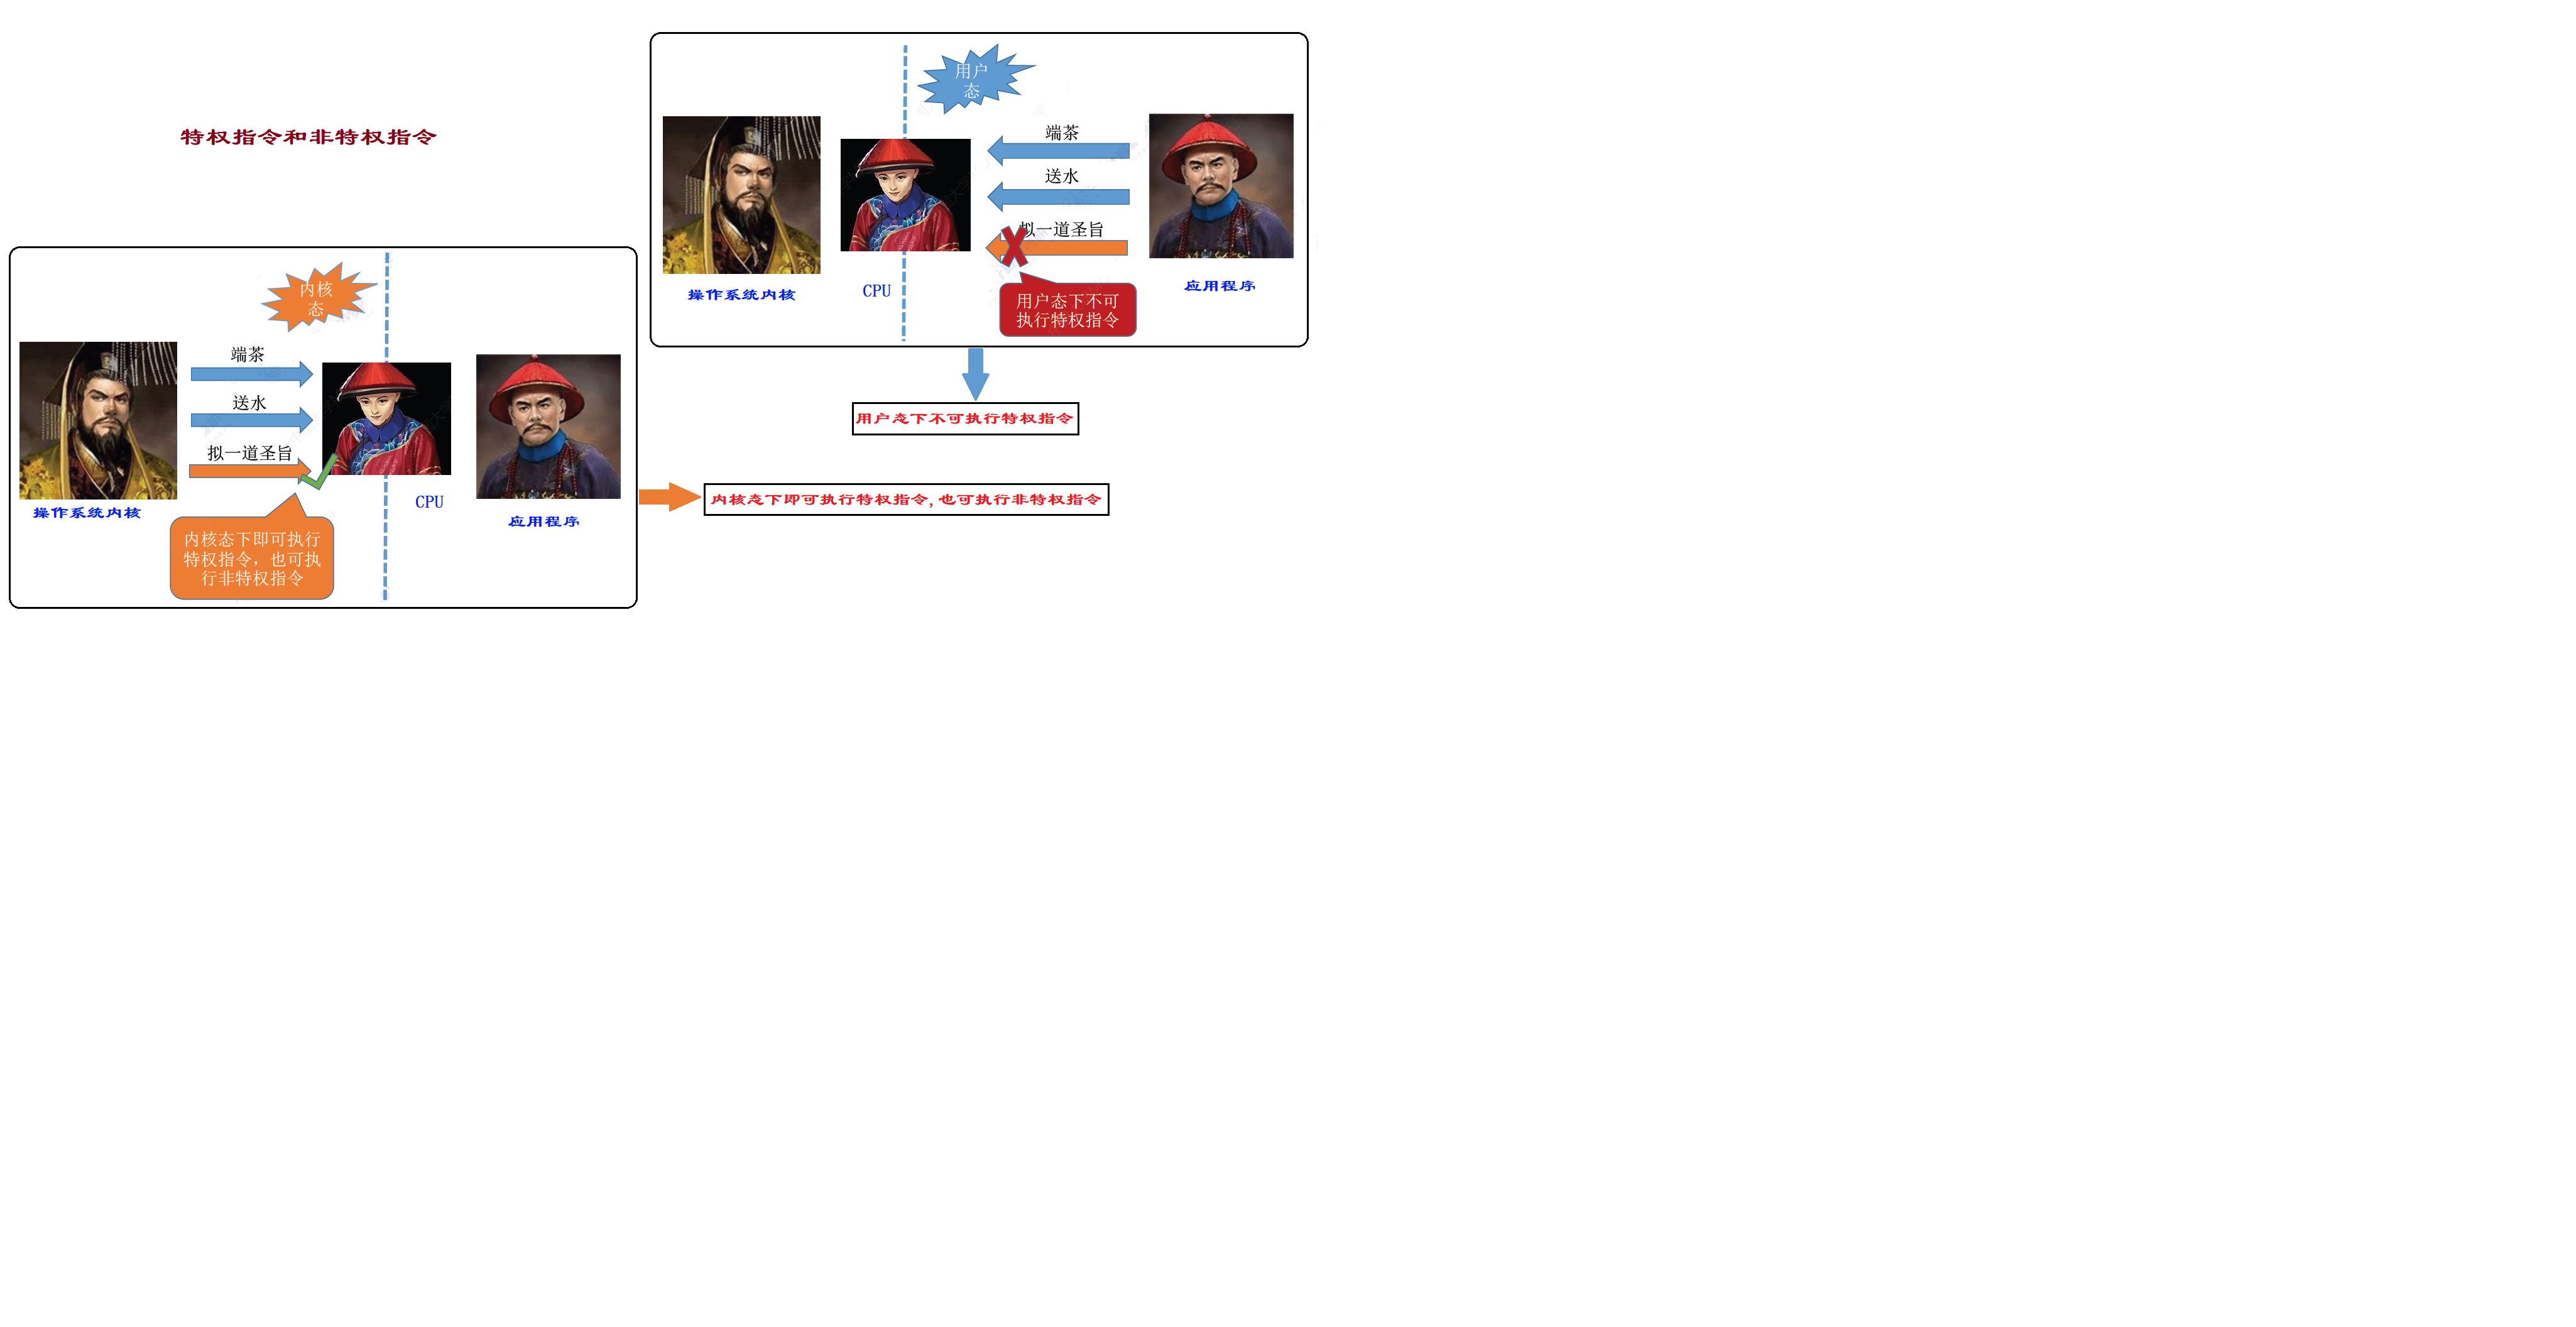 特权指令和非特权指令
内核
态
端茶
送水
拟一道圣旨
操作系统内核
CPU
应用程序
内核态下即可执行
特权指令，也可执
行非特权指令
用户
态
端茶
送水
拟一道圣旨
操作系统内核
CPU
应用程序
用户态下不可
执行特权指令
用户态下不可执行特权指令
内核态下即可执行特权指令,也可执行非特权指令